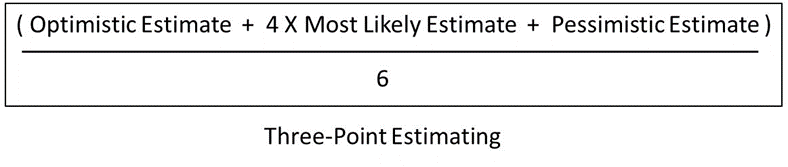 ( Optimistic Estimate + 4 X Most Likely Estimate + Pessimistic Estimate )
6
Three-Point Estimating